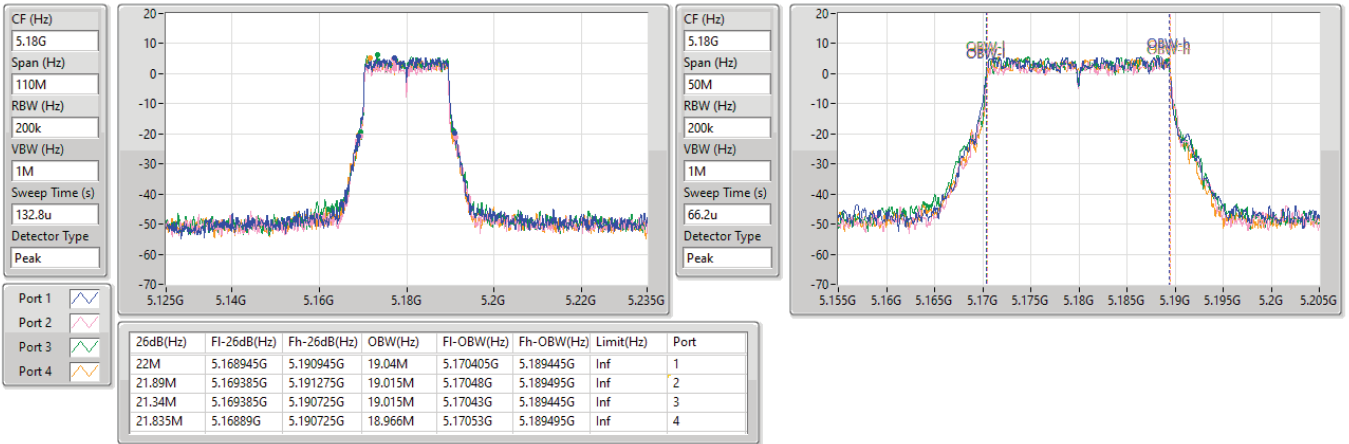 CF (Hz)
5.18G
Span (Hz)
110M
RBW (Hz)
200k
VBW (Hz)
1M
Sweep Time (s)
132.8u
Detector Type
Peak
20
10
0
-10
-20
-30
-40
-50
-60
-70
5.125G 5.14G 5.16G 5.18G 5.2G 5.22G 5.235G
CF (Hz)
5.18G
Span (Hz)
50M
RBW (Hz)
200k
VBW (Hz)
1M
Sweep Time (s)
66.2u
Detector Type
Peak
20
10
0
-10
-20
-30
-40
-50
-60
-70
OBW-l OBW-h
5.155G 5.16G 5.165G 5.17G 5.175G 5.18G 5.185G 5.19G 5.195G 5.2G 5.205G
Port 1
Port 2
Port 3
Port 4
26dB(Hz) Fl-26dB(Hz) Fh-26dB(Hz) OBW(Hz) Fl-OBW(Hz) Fh-OBW(Hz) Limit(Hz) Port
22M 5.168945G 5.190945G 19.04M 5.170405G 5.189445G Inf 1
21.89M 5.169385G 5.191275G 19.015M 5.17048G 5.189495G Inf 2
21.34M 5.169385G 5.190725G 19.015M 5.17043G 5.189445G Inf 3
21.835M 5.16889G 5.190725G 18.966M 5.17053G 5.189495G Inf 4